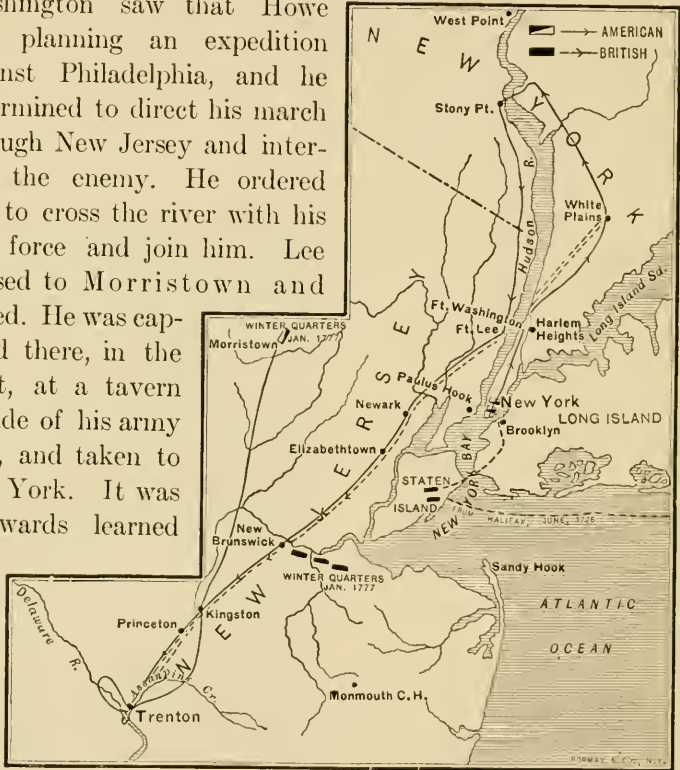 shington saw that Howe
planning an expedition
nst Philadelphia, and he
rmined to direct his march
ugh New Jersey and inter-
the enemy. He ordered
to cross the river with his
force and join him. Lee
sed to Morristown and
ed. He was cap-
d there, in the
t, at a tavern
de of his army
, and taken to
York. It was
wards learned
West Point
AMERICAN
BRITISH
NEW
YORK
Stony Pt.
White
Plains
Hudson R.
Long Island Sd.
Ft. Washington
Ft. Lee
Harlem
Heights
WINTER QUARTERS
JAN. 1777
Morristown
Paulus Hook
Newark
New York
LONG ISLAND
Brooklyn
Elizabethtown
STATEN
ISLAND
NEW YORK BAY
FROM HALIFAX, JUNE, 1776
NEW JERSEY
New
Brunswick
WINTER QUARTERS
JAN. 1777
Sandy Hook
ATLANTIC
OCEAN
Kingston
Princeton
Delaware R.
Assanpink Cr.
Monmouth C.H.
Trenton
BORMAY & CO., N.Y.